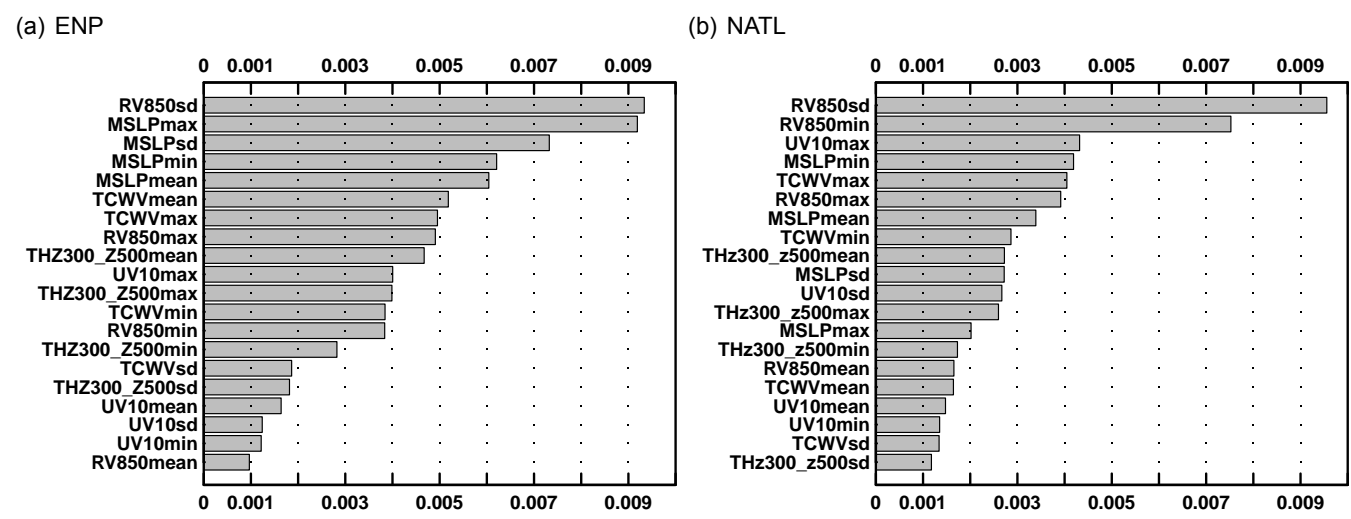 (a) ENP
0 0.001 0.003 0.005 0.007 0.009
RV850sd
MSLPmax
MSLPsd
MSLPmin
MSLPmean
TCWVmean
TCWVmax
RV850max
THZ300_Z500mean
UV10max
THZ300_Z500max
TCWVmin
RV850min
THZ300_Z500min
TCWVsd
THZ300_Z500sd
UV10mean
UV10sd
UV10min
RV850mean
0 0.001 0.003 0.005 0.007 0.009
(b) NATL
0 0.001 0.003 0.005 0.007 0.009
RV850sd
RV850min
UV10max
MSLPmin
TCWVmax
RV850max
MSLPmean
TCWVmin
THz300_z500mean
MSLPsd
UV10sd
THz300_z500max
MSLPmax
THz300_z500min
RV850mean
TCWVmean
UV10mean
UV10min
TCWVsd
THz300_z500sd
0 0.001 0.003 0.005 0.007 0.009